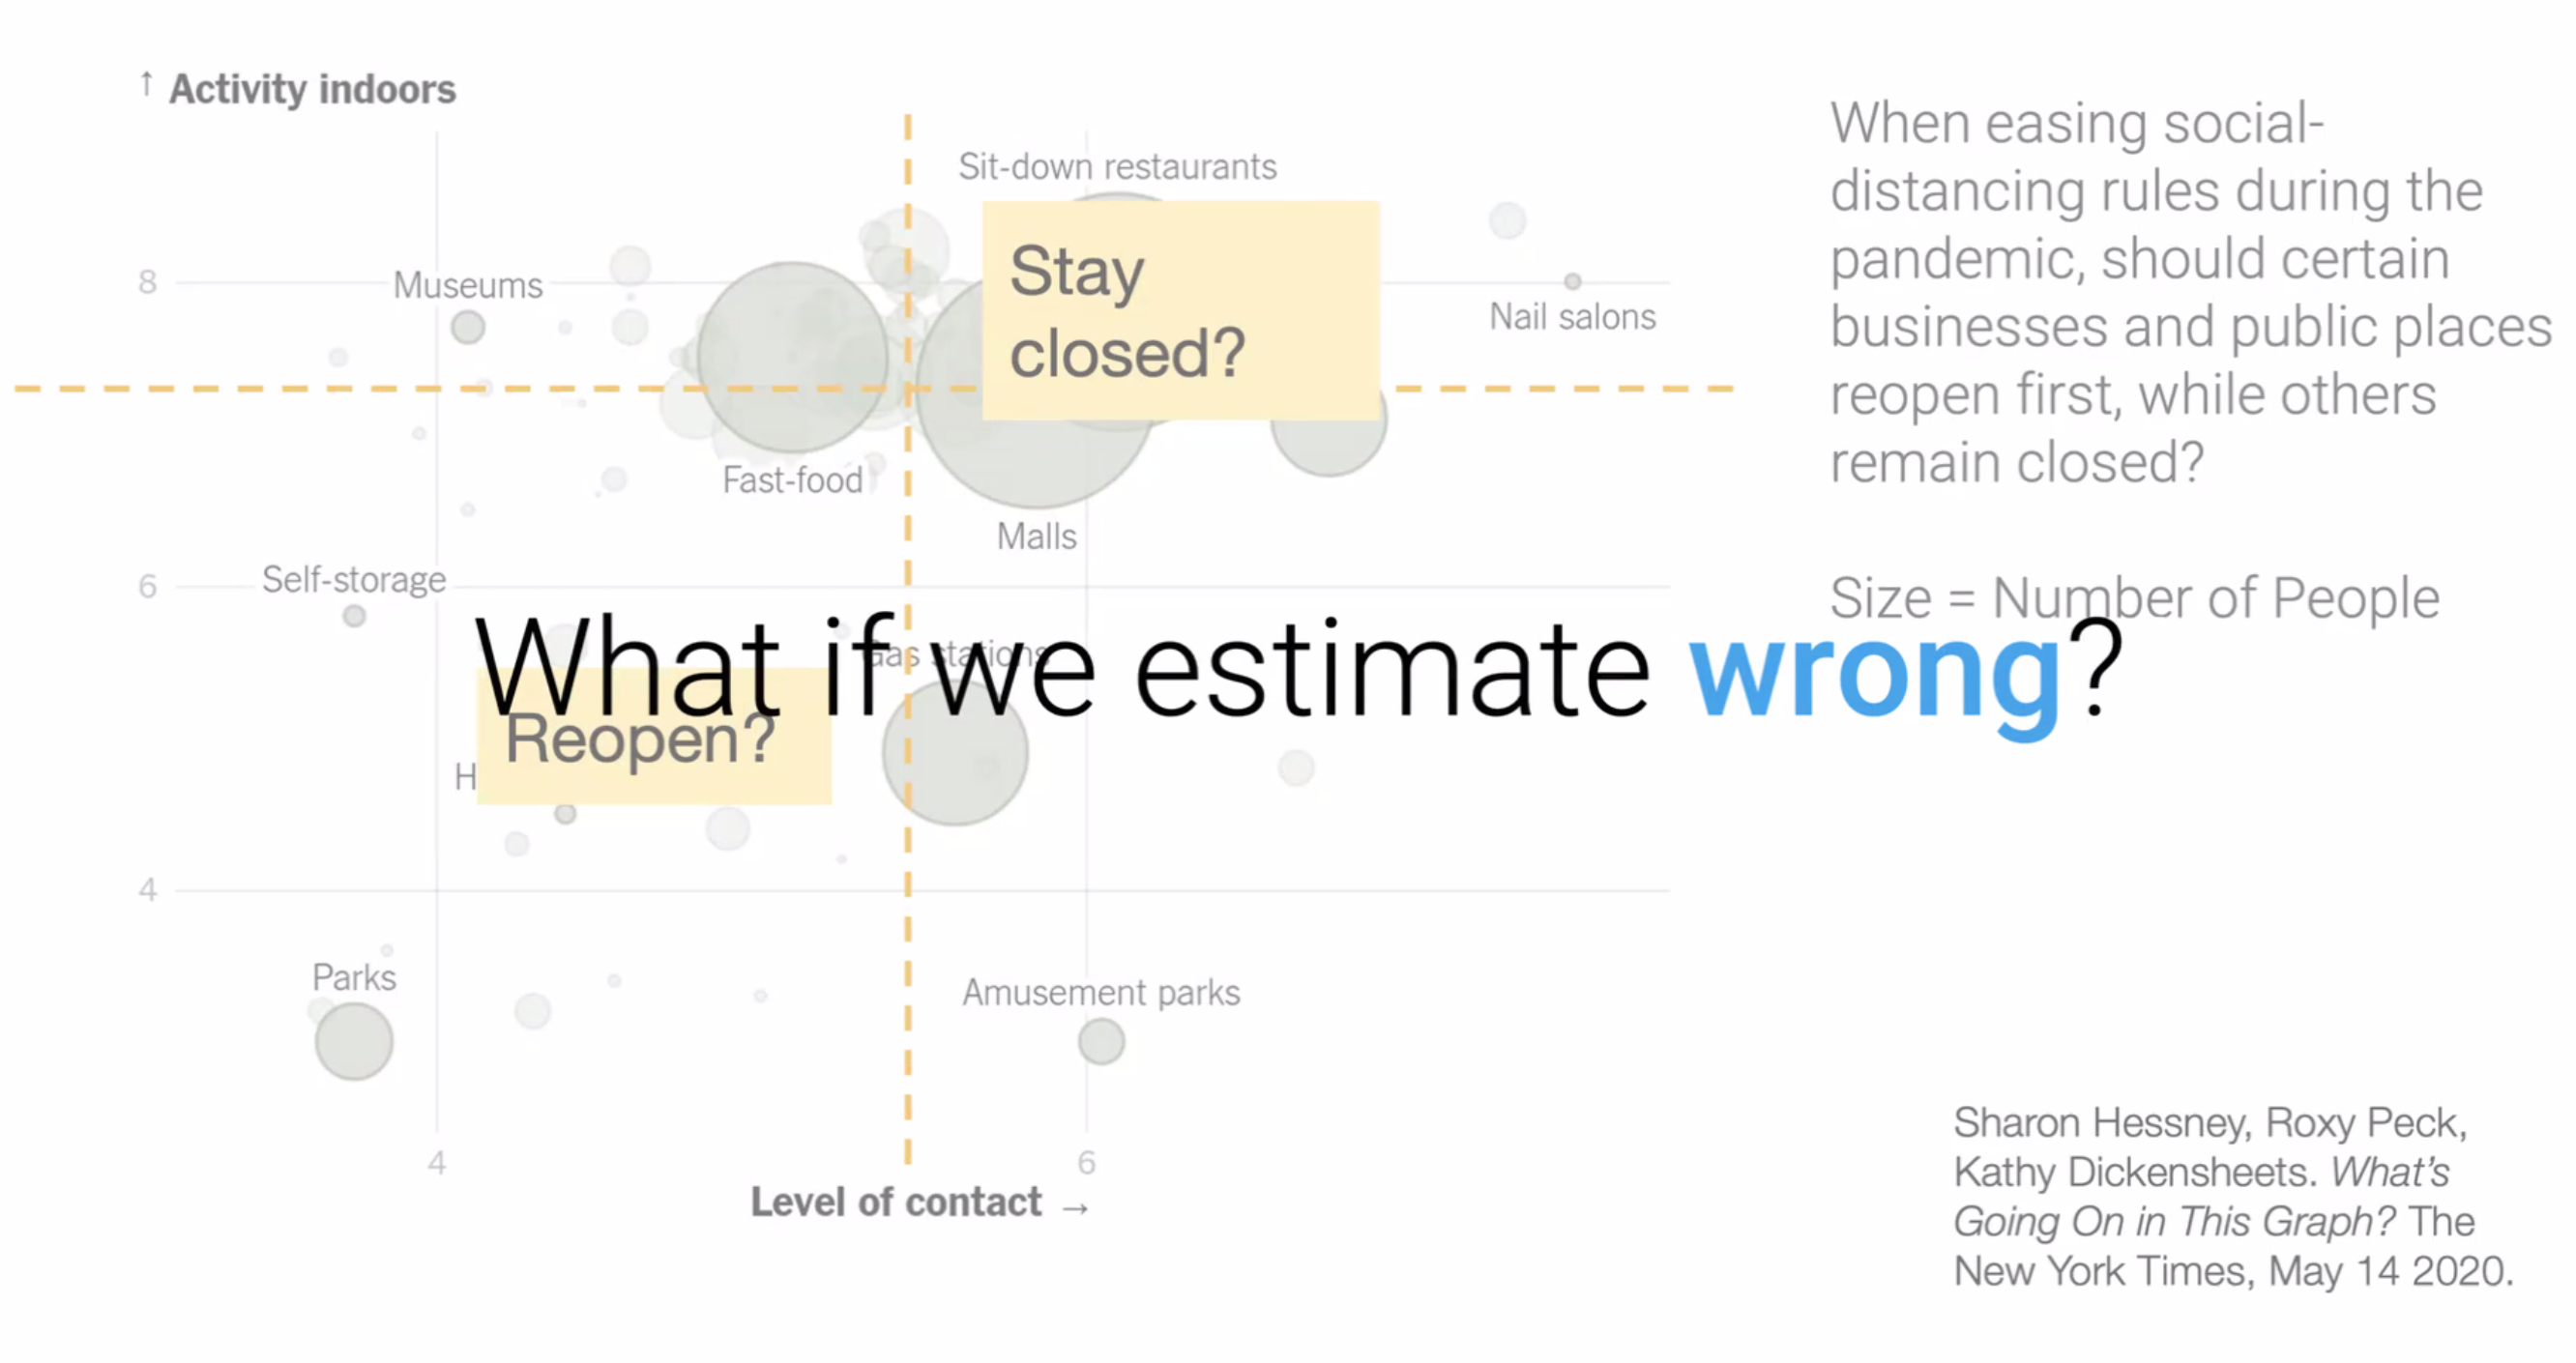 ↑ Activity indoors
Sit-down restaurants
Stay
closed?
8
Museums
Nail salons
Fast-food
Malls
6
Self-storage
Gas stations
What if we estimate wrong?
Reopen?
H
4
Parks
Amusement parks
4
6
Level of contact →
When easing social-
distancing rules during the
pandemic, should certain
businesses and public places
reopen first, while others
remain closed?
Size = Number of People
Sharon Hessney, Roxy Peck,
Kathy Dickensheets. What’s
Going On in This Graph? The
New York Times, May 14 2020.